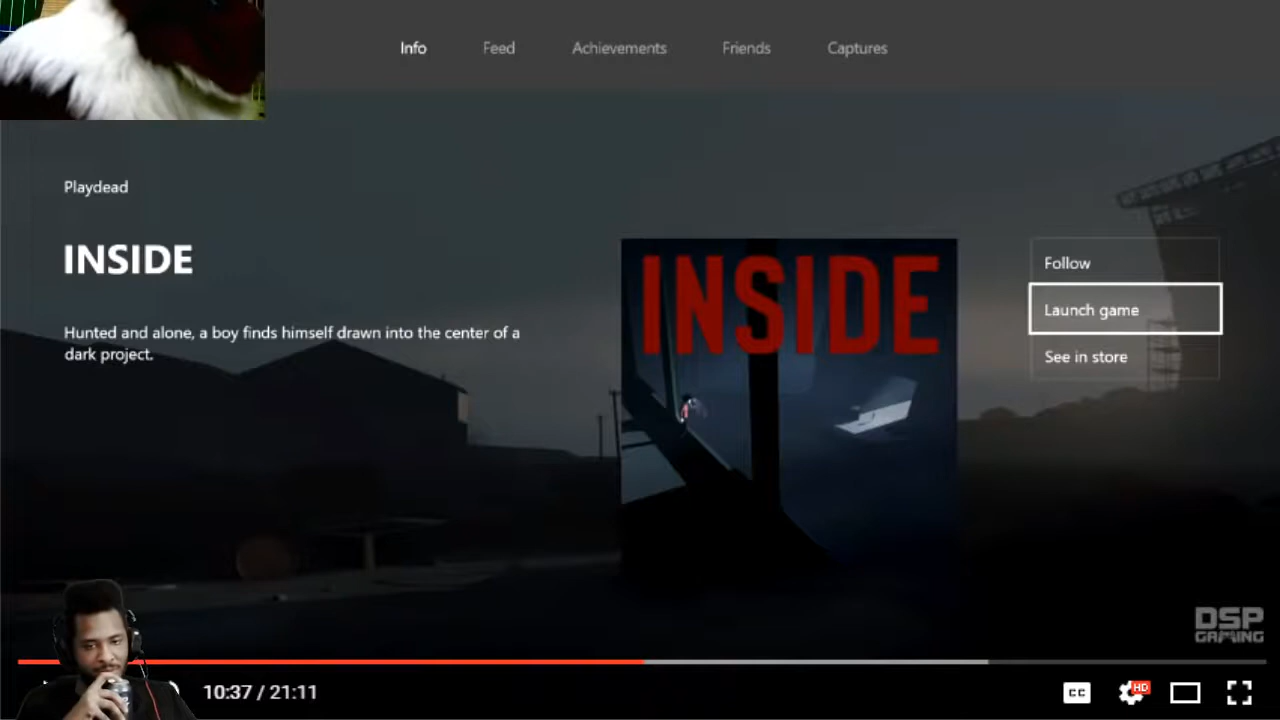 Info Feed Achievements Friends Captures
Playdead
INSIDE
Hunted and alone, a boy finds himself drawn into the center of a
dark project.
INSIDE
Follow
Launch game
See in store
DSP
GAMING
10:37 / 21:11
CC
HD